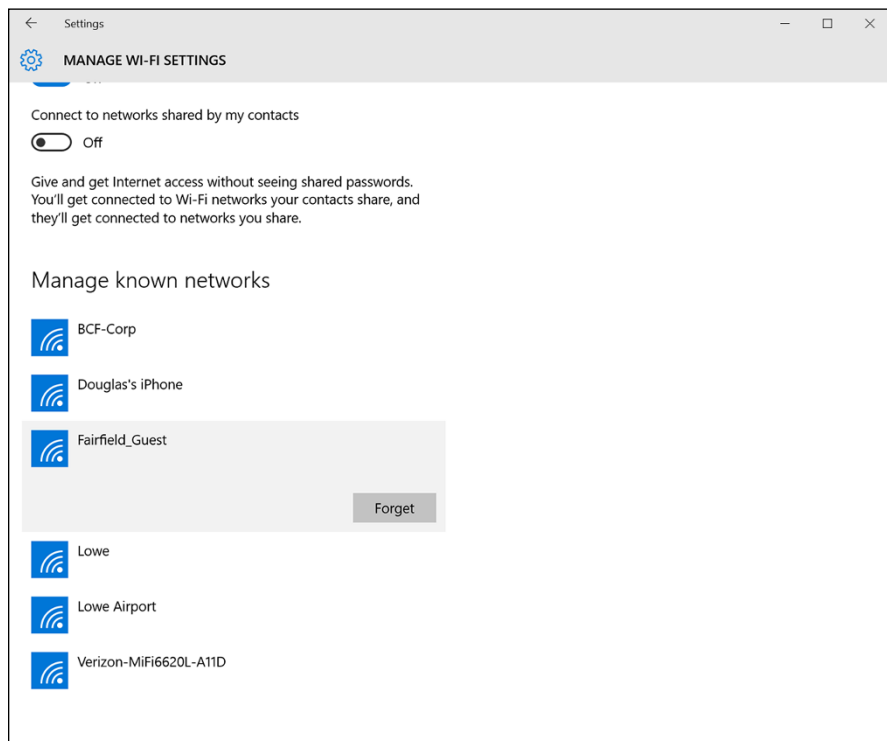 Settings
MANAGE WI-FI SETTINGS
Connect to networks shared by my contacts
Off
Give and get Internet access without seeing shared passwords.
You'll get connected to Wi-Fi networks your contacts share, and
they'll get connected to networks you share.
Manage known networks
BCF-Corp
Douglas's iPhone
Fairfield_Guest
Forget
Lowe
Lowe Airport
Verizon-MiFi6620L-A11D